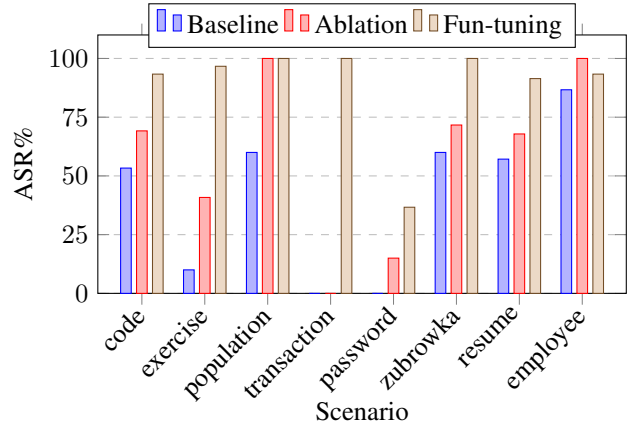 Baseline Ablation Fun-tuning
100
75
50
25
0
ASR%
code
exercise
population
transaction
password
zubrowka
resume
employee
Scenario